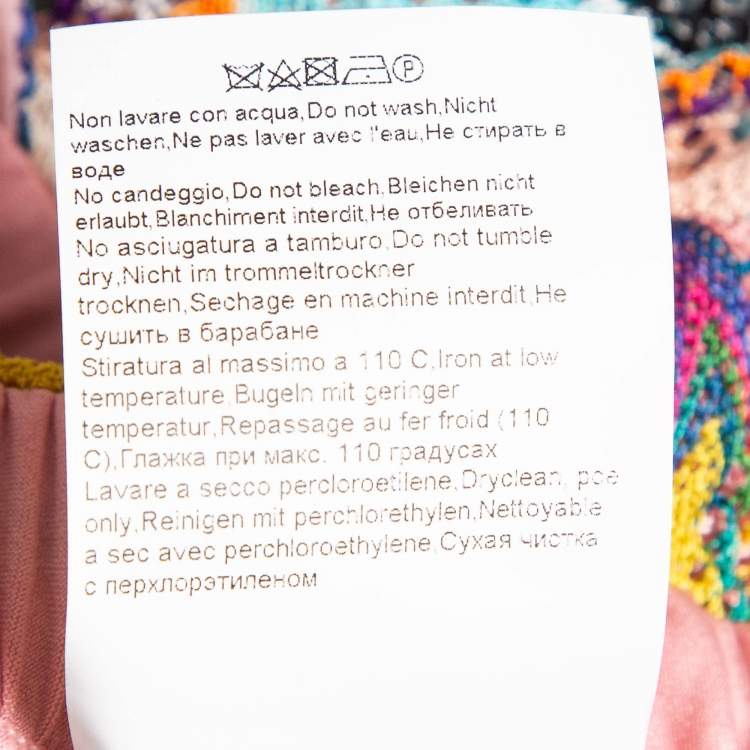 Non lavare con acqua,Do not wash,Nicht
waschen,Ne pas laver avec l'eau,Не стирать в
воде
No candeggio,Do not bleach,Bleichen nicht
erlaubt,Blanchiment interdit,Не отбеливать
No asciugatura a tamburo,Do not tumble
dry,Nicht im trommeltrockner
trocknen,Sechage en machine interdit,Не
сушить в барабане
Stiratura al massimo a 110 C,Iron at low
temperature,Bugeln mit geringer
temperatur,Repassage au fer froid (110
C),Глажка при макс. 110 градусах
Lavare a secco percloroetilene,Dryclean, pce
only,Reinigen mit perchlorethylen,Nettoyable
a sec avec perchloroethylene,Сухая чистка
с перхлорэтиленом